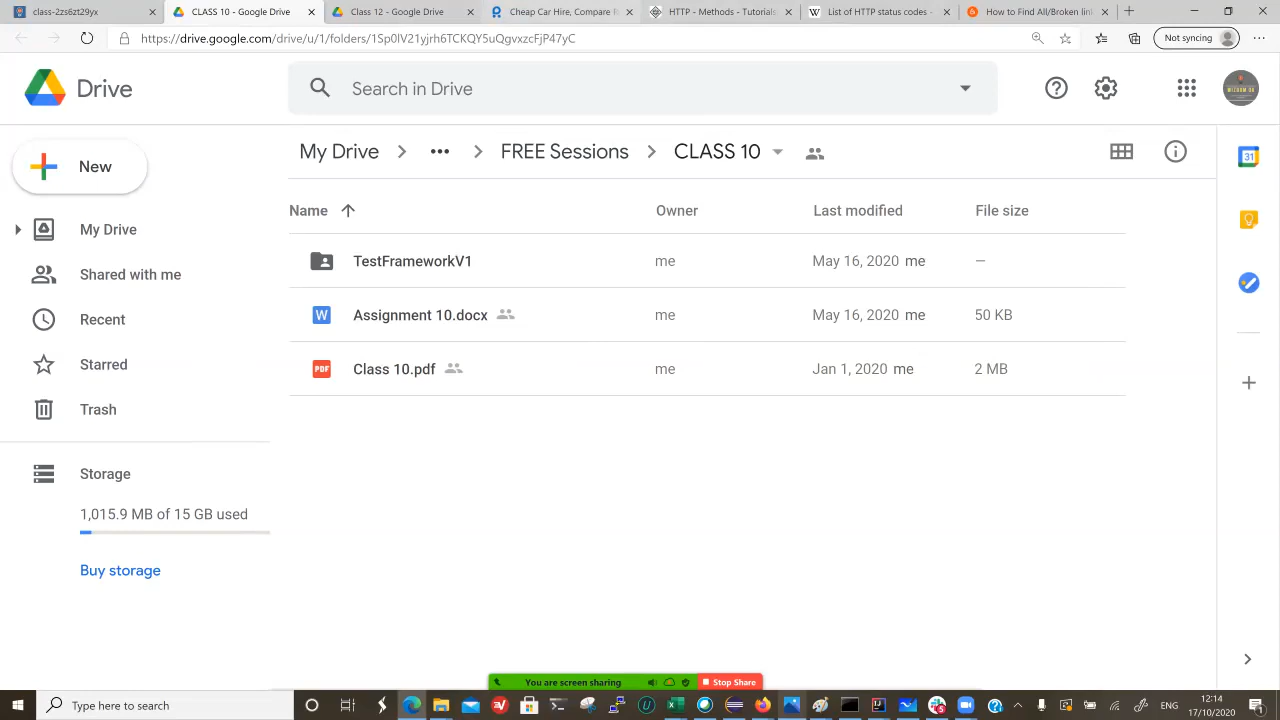 class-2zs6zt29yx
CLASS 10 - Google Drive
Class 12 - Google Drive
Cheap Car Hire, Compare
HTTP - Methods - Tutorials
List of HTTP status codes -
How to Find All/Broken link
https://drive.google.com/drive/u/1/folders/1Sp0lV21yjrh6TCKQY5uQgvxzcFjP47yC
Not syncing
Drive
Search in Drive
New
My Drive
Shared with me
Recent
Starred
Trash
Storage
1,015.9 MB of 15 GB used
Buy storage
My Drive > ••• > FREE Sessions > CLASS 10
Name Owner Last modified File size
TestFrameworkV1 me May 16, 2020 me —
W Assignment 10.docx me May 16, 2020 me 50 KB
PDF Class 10.pdf me Jan 1, 2020 me 2 MB
31
You are screen sharing Stop Share
Type here to search
ENG
12:14
17/10/2020